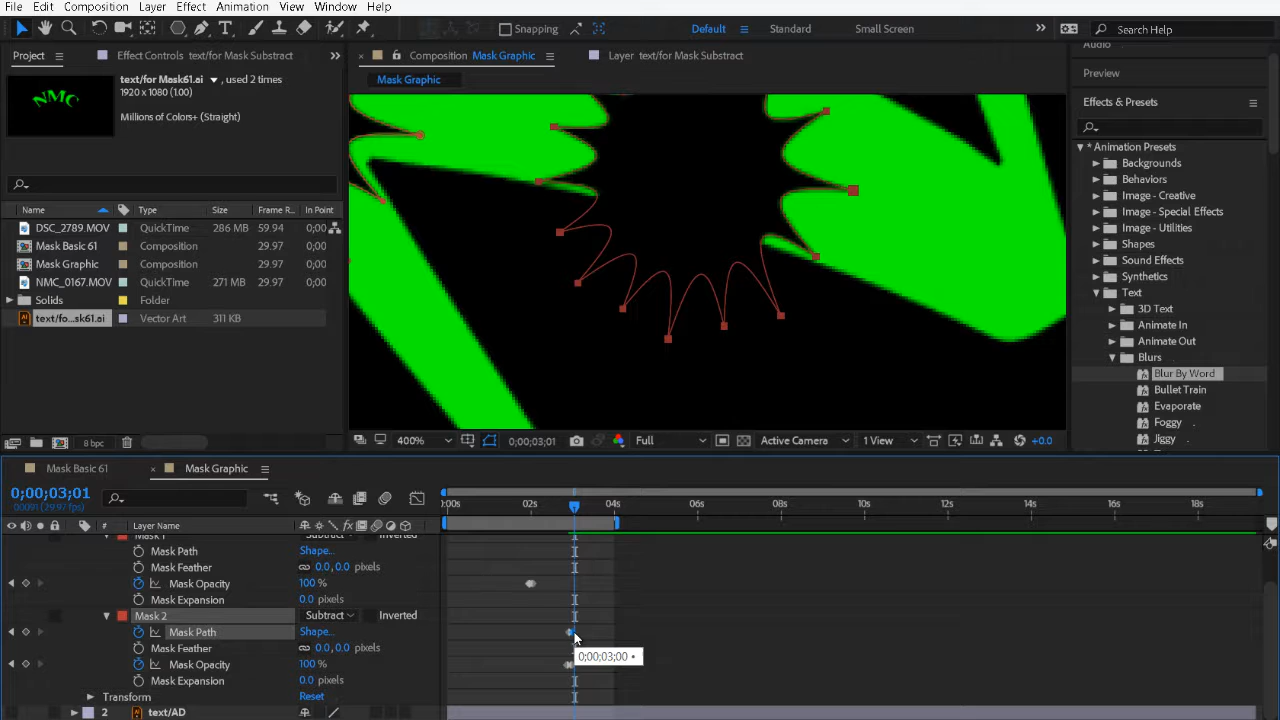 File Edit Composition Layer Effect Animation View Window Help
Snapping Default Standard Small Screen Search Help
Project Effect Controls text/for Mask Substract Composition Mask Graphic Layer text/for Mask Substract
Mask Graphic
text/for Mask61.ai , used 2 times
1920 x 1080 (1.00)
Millions of Colors+ (Straight)
NMC
Name Type Size Frame R... In Point
DSC_2789.MOV QuickTime 286 MB 59.94 0;00
Mask Basic 61 Composition 29.97 0;00
Mask Graphic Composition 29.97 0;00
NMC_0167.MOV QuickTime 271 MB 29.97 0;00
Solids Folder
text/fo...sk61.ai Vector Art 311 KB
8 bpc
400% 0;00;03;01 Full Active Camera 1 View +0.0
Audio
Preview
Effects & Presets
* Animation Presets
Backgrounds
Behaviors
Image - Creative
Image - Special Effects
Image - Utilities
Shapes
Sound Effects
Synthetics
Text
3D Text
Animate In
Animate Out
Blurs
Blur By Word
Bullet Train
Evaporate
Foggy
Jiggy
Mask Basic 61 Mask Graphic
0;00;03;01
00091 (29.97 fps)
:00s 02s 04s 06s 08s 10s 12s 14s 16s 18s
# Layer Name
Mask 1 Subtract Inverted
Mask Path Shape...
Mask Feather 0.0,0.0 pixels
Mask Opacity 100 %
Mask Expansion 0.0 pixels
Mask 2 Subtract Inverted
Mask Path Shape...
Mask Feather 0.0,0.0 pixels
0;00;03;00
Mask Opacity 100 %
Mask Expansion 0.0 pixels
Transform Reset
2 text/AD